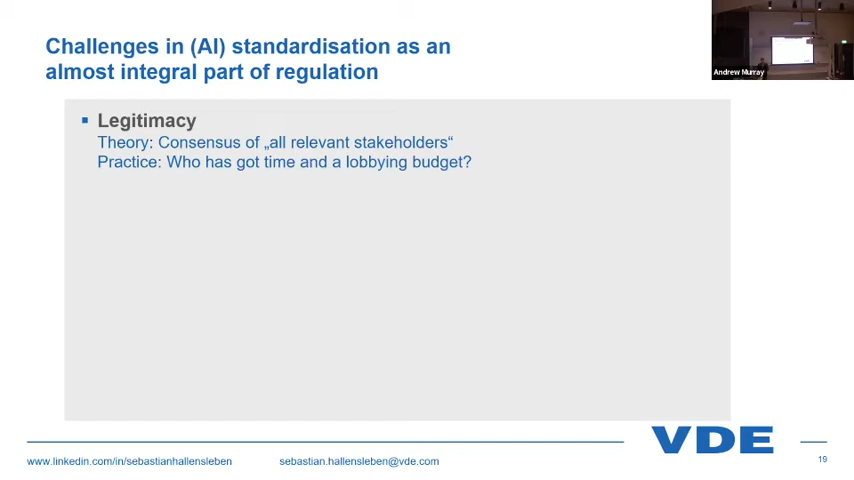 Challenges in (AI) standardisation as an
almost integral part of regulation
Andrew Murray
Legitimacy
Theory: Consensus of „all relevant stakeholders“
Practice: Who has got time and a lobbying budget?
VDE
www.linkedin.com/in/sebastianhallensleben
sebastian.hallensleben@vde.com
19